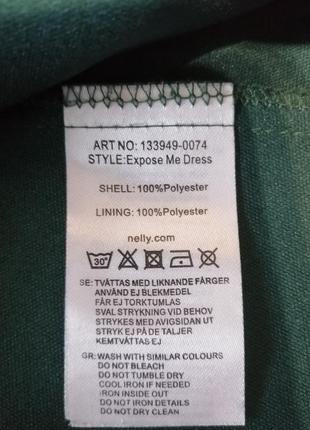 ART NO: 133949-0074
STYLE:Expose Me Dress
SHELL: 100%Polyester
LINING: 100%Polyester
nelly.com
30°
SE: TVÄTTAS MED LIKNANDE FÄRGER
ANVÄND EJ BLEKMEDEL
FÅR EJ TORKTUMLAS
SVAL STRYKNING VID BEHOV
STRYKES MED AVIGSIDAN UT
STRYK EJ PÅ DE TALJER
KEMTVÄTTAS EJ
GR: WASH WITH SIMILAR COLOURS
DO NOT BLEACH
DO NOT TUMBLE DRY
COOL IRON IF NEEDED
IRON INSIDE OUT
DO NOT IRON DETAILS
DO NOT DRY CLEAN